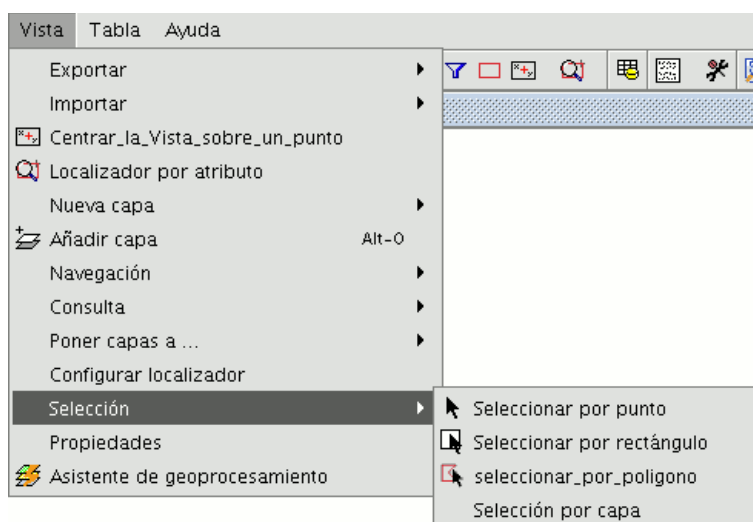 Vista Tabla Ayuda
Exportar
Importar
Centrar_la_Vista_sobre_un_punto
Localizador por atributo
Nueva capa
Añadir capa Alt-O
Navegación
Consulta
Poner capas a ...
Configurar localizador
Selección
Propiedades
Asistente de geoprocesamiento
Seleccionar por punto
Seleccionar por rectángulo
seleccionar_por_poligono
Selección por capa